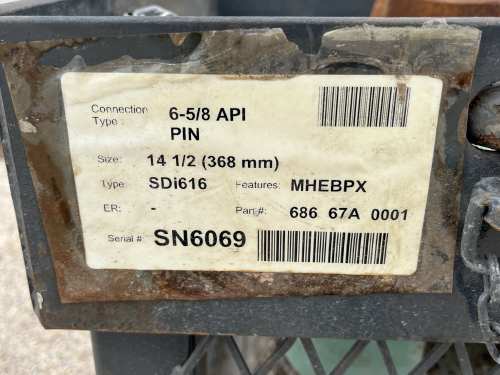 Connection 6-5/8 API
Type : PIN
Size: 14 1/2 (368 mm)
Type: SDi616 Features: MHEBPX
ER: - Part #: 686 67A 0001
Serial #: SN6069